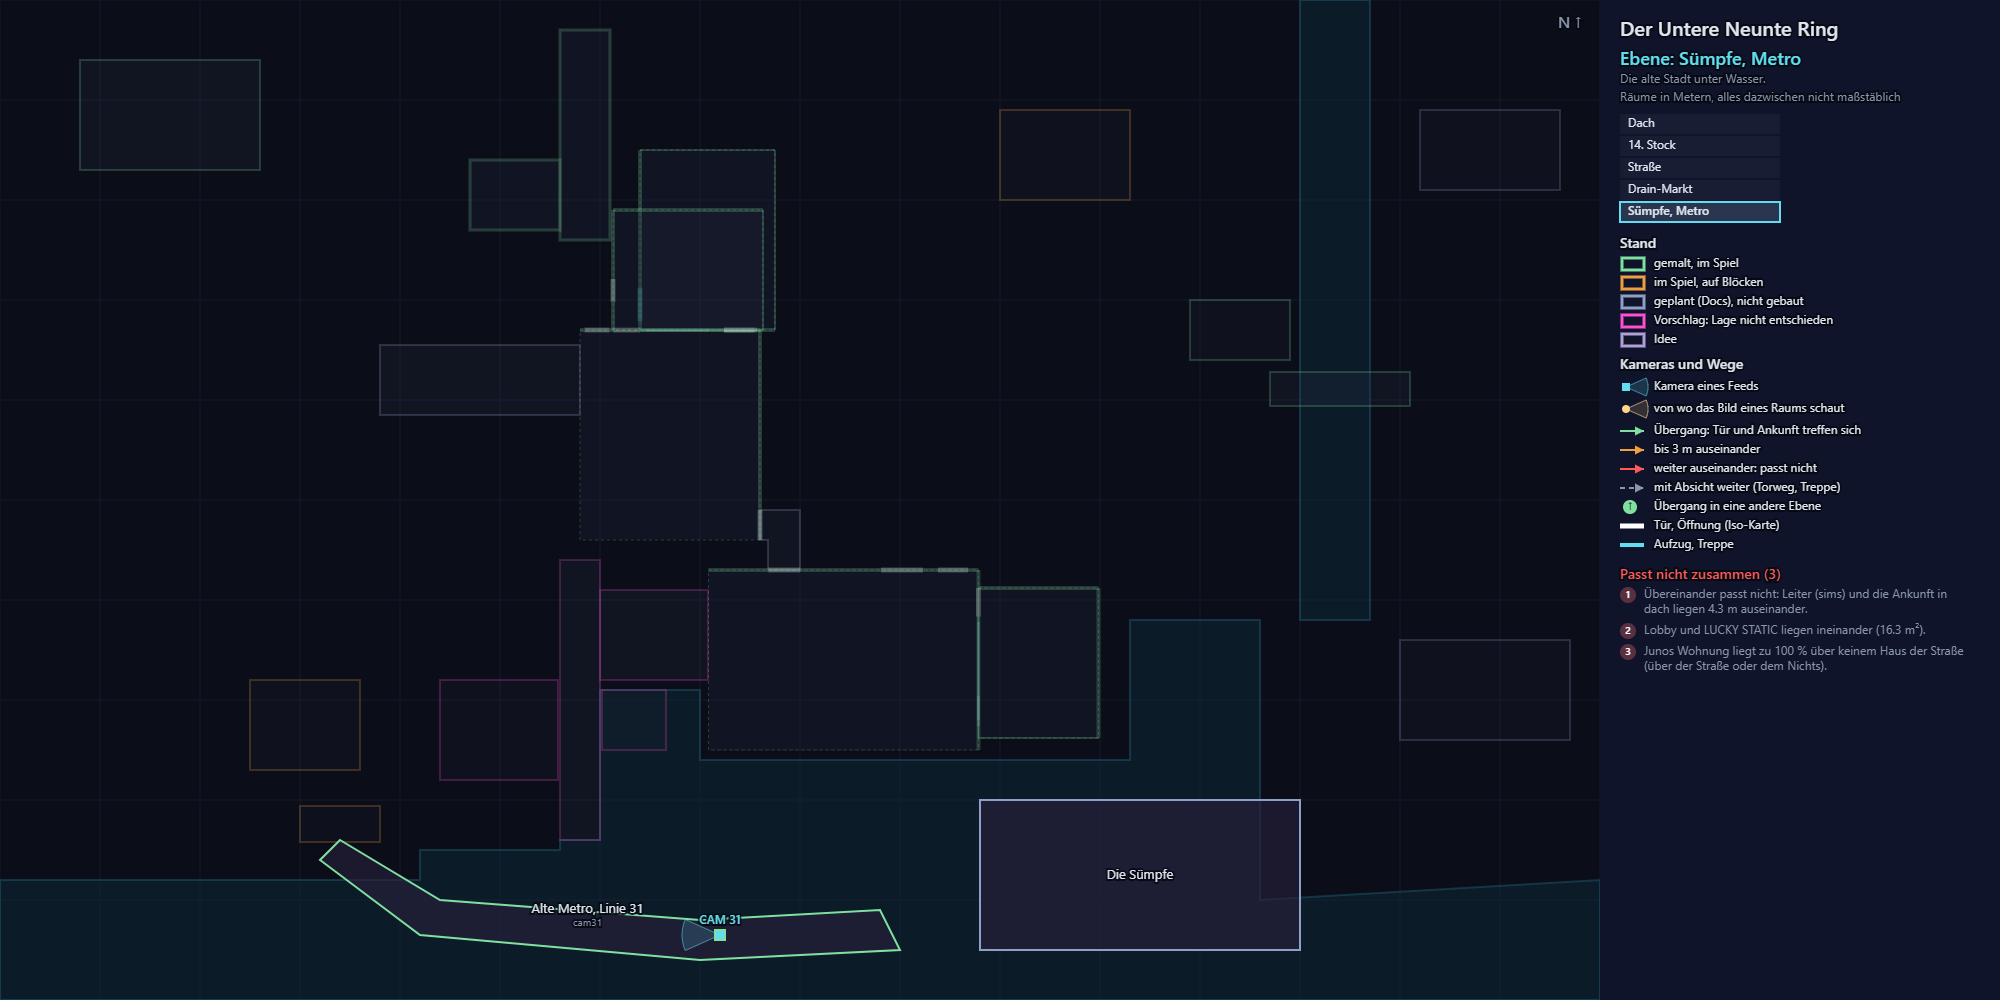 N ↑
Der Untere Neunte Ring
Ebene: Sümpfe, Metro
Die alte Stadt unter Wasser.
Räume in Metern, alles dazwischen nicht maßstäblich
Dach
14. Stock
Straße
Drain-Markt
Sümpfe, Metro
Stand
gemalt, im Spiel
im Spiel, auf Blöcken
geplant (Docs), nicht gebaut
Vorschlag: Lage nicht entschieden
Idee
Kameras und Wege
Kamera eines Feeds
von wo das Bild eines Raums schaut
Übergang: Tür und Ankunft treffen sich
bis 3 m auseinander
weiter auseinander: passt nicht
mit Absicht weiter (Torweg, Treppe)
↑ Übergang in eine andere Ebene
Tür, Öffnung (Iso-Karte)
Aufzug, Treppe
Passt nicht zusammen (3)
1 Übereinander passt nicht: Leiter (sims) und die Ankunft in
dach liegen 4.3 m auseinander.
2 Lobby und LUCKY STATIC liegen ineinander (16.3 m²).
3 Junos Wohnung liegt zu 100 % über keinem Haus der Straße
(über der Straße oder dem Nichts).
Die Sümpfe
Alte Metro, Linie 31
cam31
CAM 31